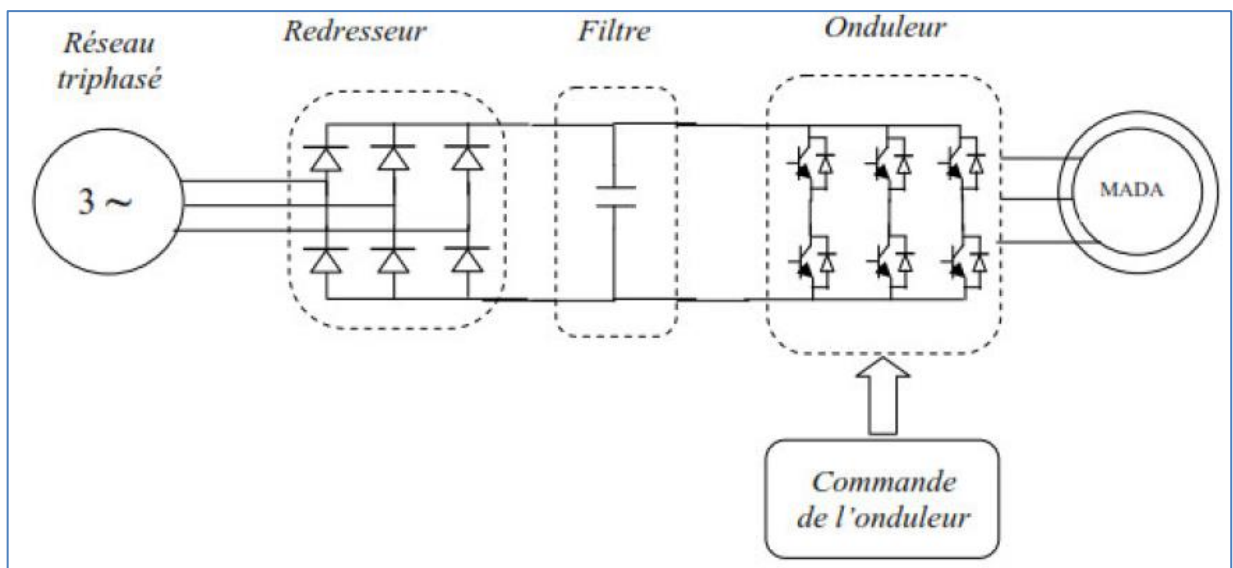 Réseau
triphasé
Redresseur
Filtre
Onduleur
3 ~
MADA
Commande
de l'onduleur